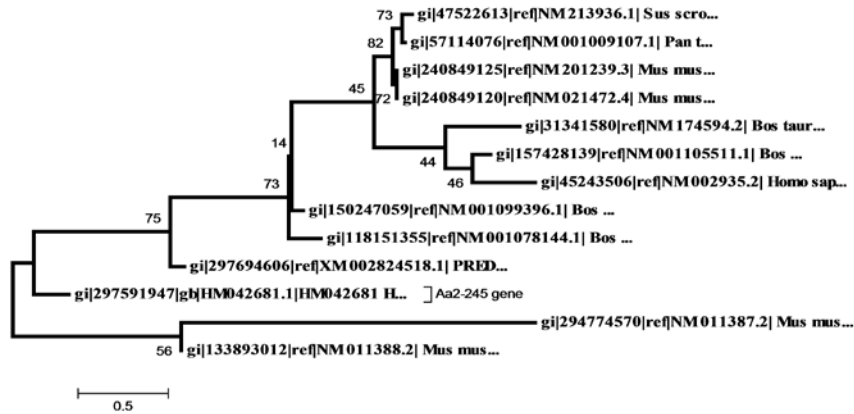 73
gi|47522613|ref|NM213936.1| Sus scro...
82
gi|57114076|ref|NM001009107.1| Pan t...
gi|240849125|ref|NM201239.3| Mus mus...
45
72
gi|240849120|ref|NM021472.4| Mus mus...
gi|31341580|ref|NM174594.2| Bos taur...
14
44
gi|157428139|ref|NM001105511.1| Bos ...
46
gi|45243506|ref|NM002935.2| Homo sap...
73
gi|150247059|ref|NM001099396.1| Bos ...
75
gi|118151355|ref|NM001078144.1| Bos ...
gi|297694606|ref|XM002824518.1| PRED...
gi|297591947|gb|HM042681.1|HM042681 H... Aa2-245 gene
gi|294774570|ref|NM011387.2| Mus mus...
56
gi|133893012|ref|NM011388.2| Mus mus...
0.5